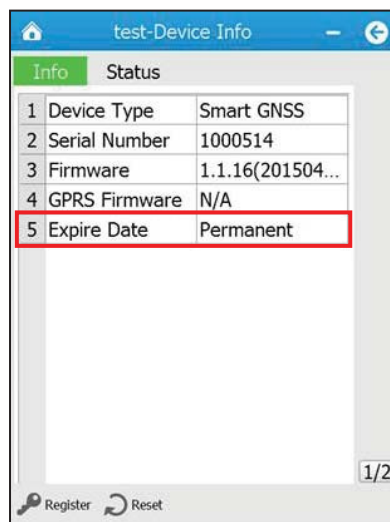 test-Device Info
Info Status
1 Device Type Smart GNSS
2 Serial Number 1000514
3 Firmware 1.1.16(201504...
4 GPRS Firmware N/A
5 Expire Date Permanent
1/2
Register Reset